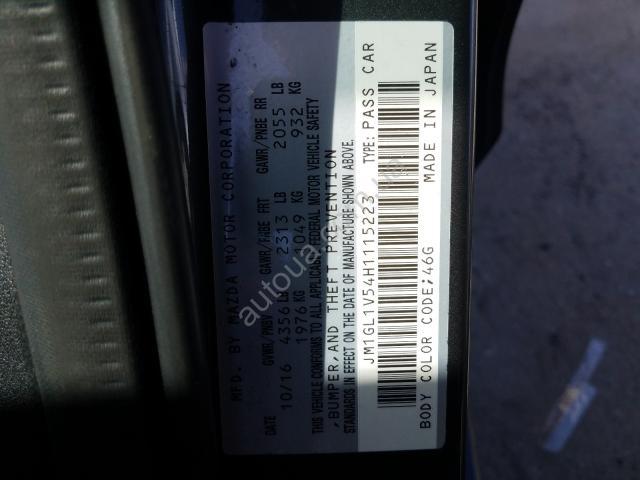 MFD. BY MAZDA MOTOR CORPORATION
DATE GVWR/PNBV GAWR/PNBE FRT GAWR/PNBE RR
10/16 4356 LB 2313 LB 2055 LB
1976 KG 1049 KG 932 KG
THIS VEHICLE CONFORMS TO ALL APPLICABLE FEDERAL MOTOR VEHICLE SAFETY
,BUMPER,AND THEFT PREVENTION
STANDARDS IN EFFECT ON THE DATE OF MANUFACTURE SHOWN ABOVE.
JM1GL1V54H1115223 TYPE: PASS CAR
BODY COLOR CODE:46G MADE IN JAPAN